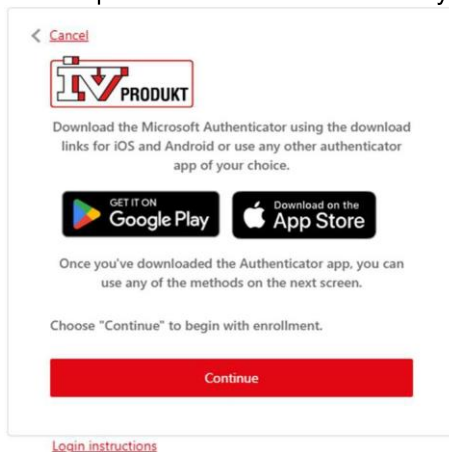 Cancel
IV PRODUKT
Download the Microsoft Authenticator using the download
links for iOS and Android or use any other authenticator
app of your choice.
GET IT ON
Google Play
Download on the
App Store
Once you've downloaded the Authenticator app, you can
use any of the methods on the next screen.
Choose "Continue" to begin with enrollment.
Continue
Login instructions